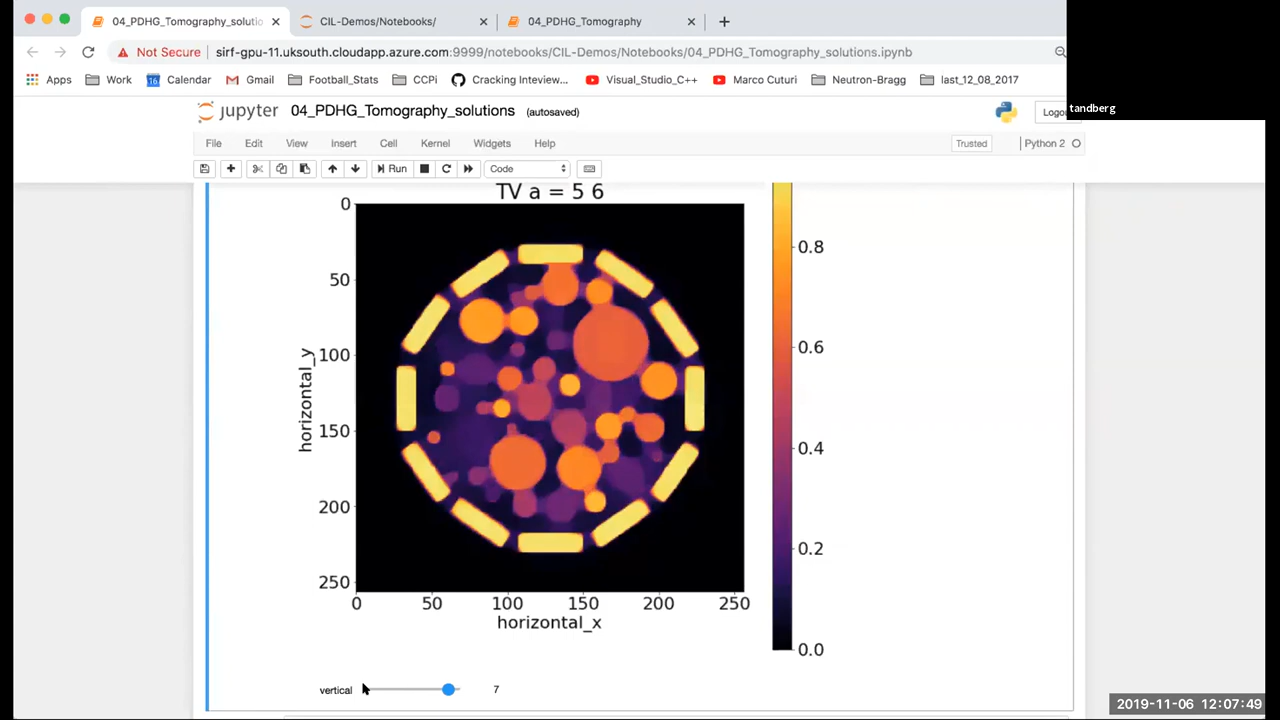 04_PDHG_Tomography_solutio
CIL-Demos/Notebooks/
04_PDHG_Tomography
Not Secure
sirf-gpu-11.uksouth.cloudapp.azure.com:9999/notebooks/CIL-Demos/Notebooks/04_PDHG_Tomography_solutions.ipynb
Apps
Work
16
Calendar
Gmail
Football_Stats
CCPi
Cracking Inteview...
Visual_Studio_C++
Marco Cuturi
Neutron-Bragg
last_12_08_2017
tandberg
jupyter
04_PDHG_Tomography_solutions
(autosaved)
Logo
File
Edit
View
Insert
Cell
Kernel
Widgets
Help
Trusted
Python 2
Run
Code
TV a = 5 6
0
50
100
150
200
250
horizontal_y
0
50
100
150
200
250
horizontal_x
0.8
0.6
0.4
0.2
0.0
vertical
7
2019-11-06 12:07:49